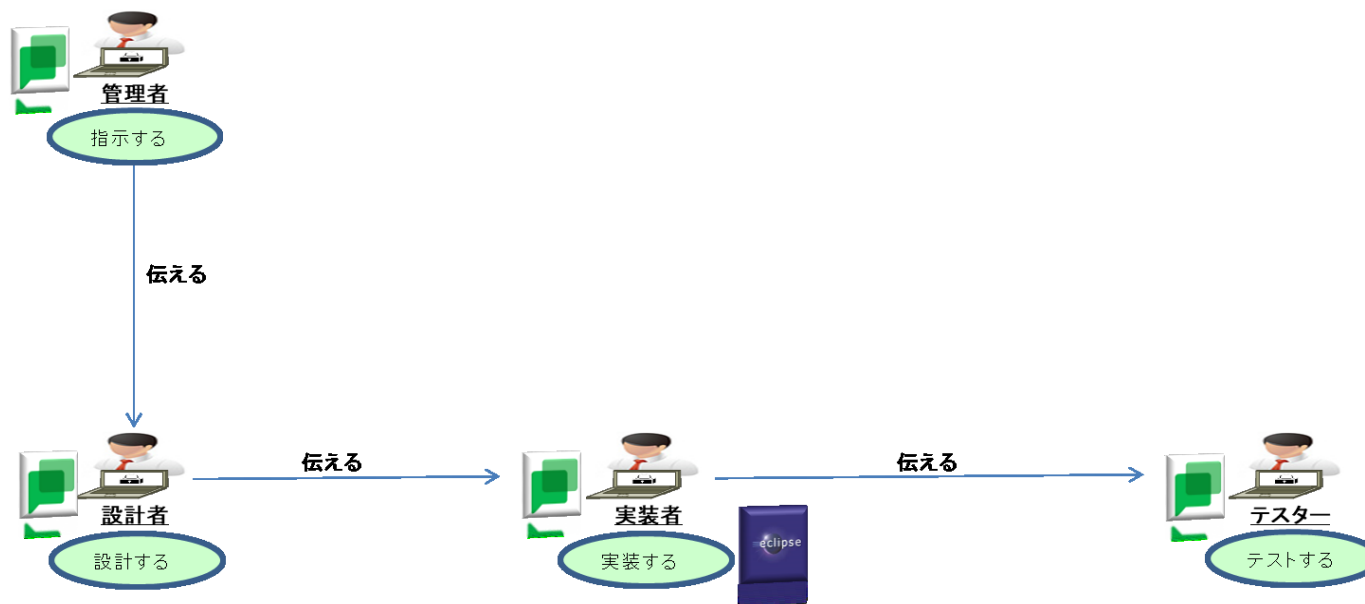 管理者
指示する
伝える
設計者
設計する
伝える
実装者
実装する
eclipse
伝える
テスター
テストする